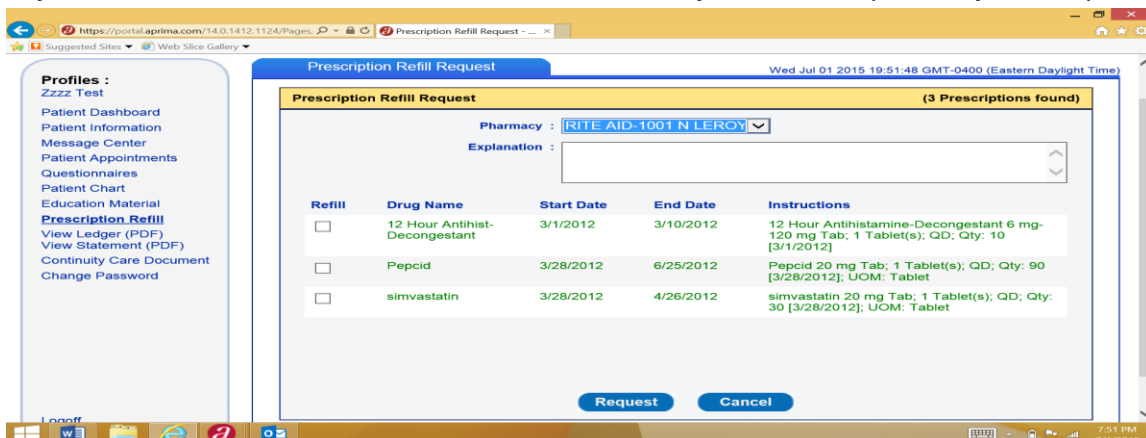 https://portal.aprima.com/14.0.1412.1124/Pages.
Prescription Refill Request - ...
Suggested Sites
Web Slice Gallery
Profiles :
Zzzz Test
Patient Dashboard
Patient Information
Message Center
Patient Appointments
Questionnaires
Patient Chart
Education Material
Prescription Refill
View Ledger (PDF)
View Statement (PDF)
Continuity Care Document
Change Password
Logoff
Prescription Refill Request
Wed Jul 01 2015 19:51:48 GMT-0400 (Eastern Daylight Time)
Prescription Refill Request (3 Prescriptions found)
Pharmacy : RITE AID-1001 N LEROY
Explanation :
Refill Drug Name Start Date End Date Instructions
12 Hour Antihist-Decongestant 3/1/2012 3/10/2012 12 Hour Antihistamine-Decongestant 6 mg-
120 mg Tab; 1 Tablet(s); QD; Qty: 10
[3/1/2012]
Pepcid 3/28/2012 6/25/2012 Pepcid 20 mg Tab; 1 Tablet(s); QD; Qty: 90
[3/28/2012]; UOM: Tablet
simvastatin 3/28/2012 4/26/2012 simvastatin 20 mg Tab; 1 Tablet(s); QD; Qty:
30 [3/28/2012]; UOM: Tablet
Request Cancel
7:51 PM